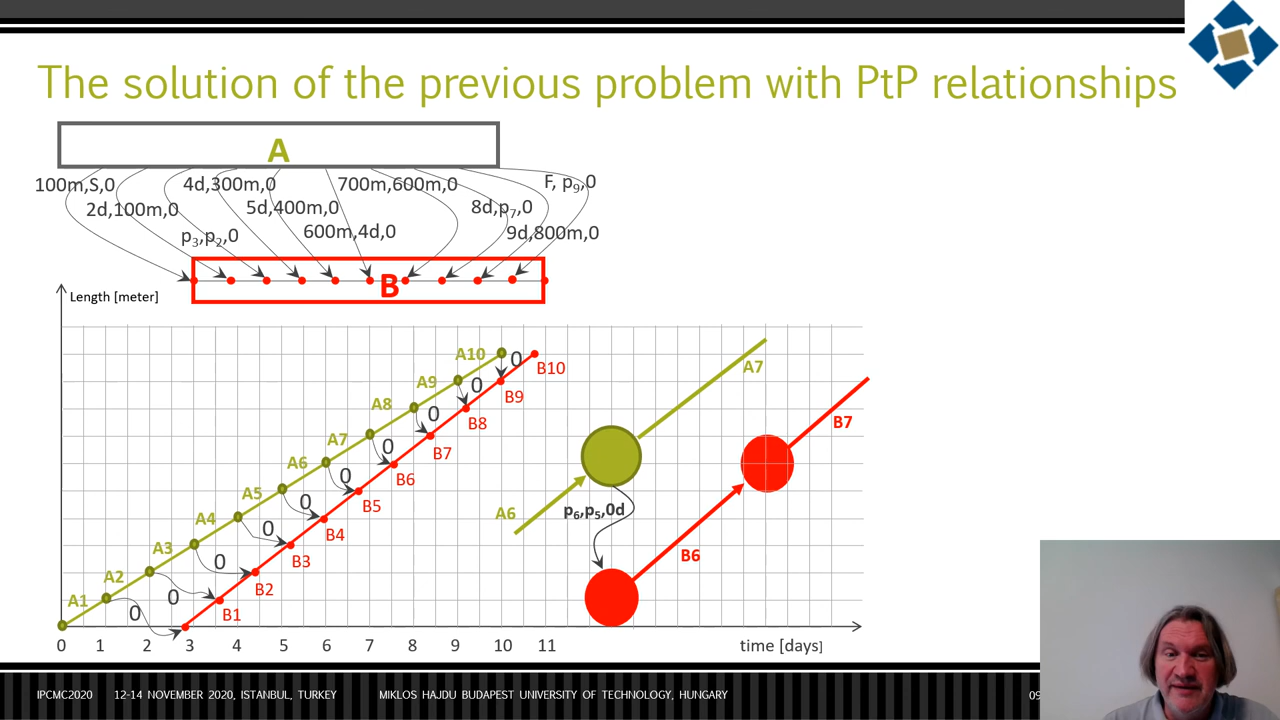 The solution of the previous problem with PtP relationships
A
100m,S,0
4d,300m,0
700m,600m,0
F, p9,0
2d,100m,0
5d,400m,0
8d,p7,0
p3,p2,0
600m,4d,0
9d,800m,0
B
Length [meter]
A10
0
B10
A9
0
B9
A8
0
B8
A7
0
B7
A6
0
B6
A5
0
B5
A4
0
B4
A3
0
B3
A2
0
B2
A1
0
B1
A7
B7
A6
p6,p5,0d
B6
0 1 2 3 4 5 6 7 8 9 10 11 time [days]
IPCMC2020 12-14 NOVEMBER 2020, ISTANBUL, TURKEY MIKLOS HAJDU BUDAPEST UNIVERSITY OF TECHNOLOGY, HUNGARY